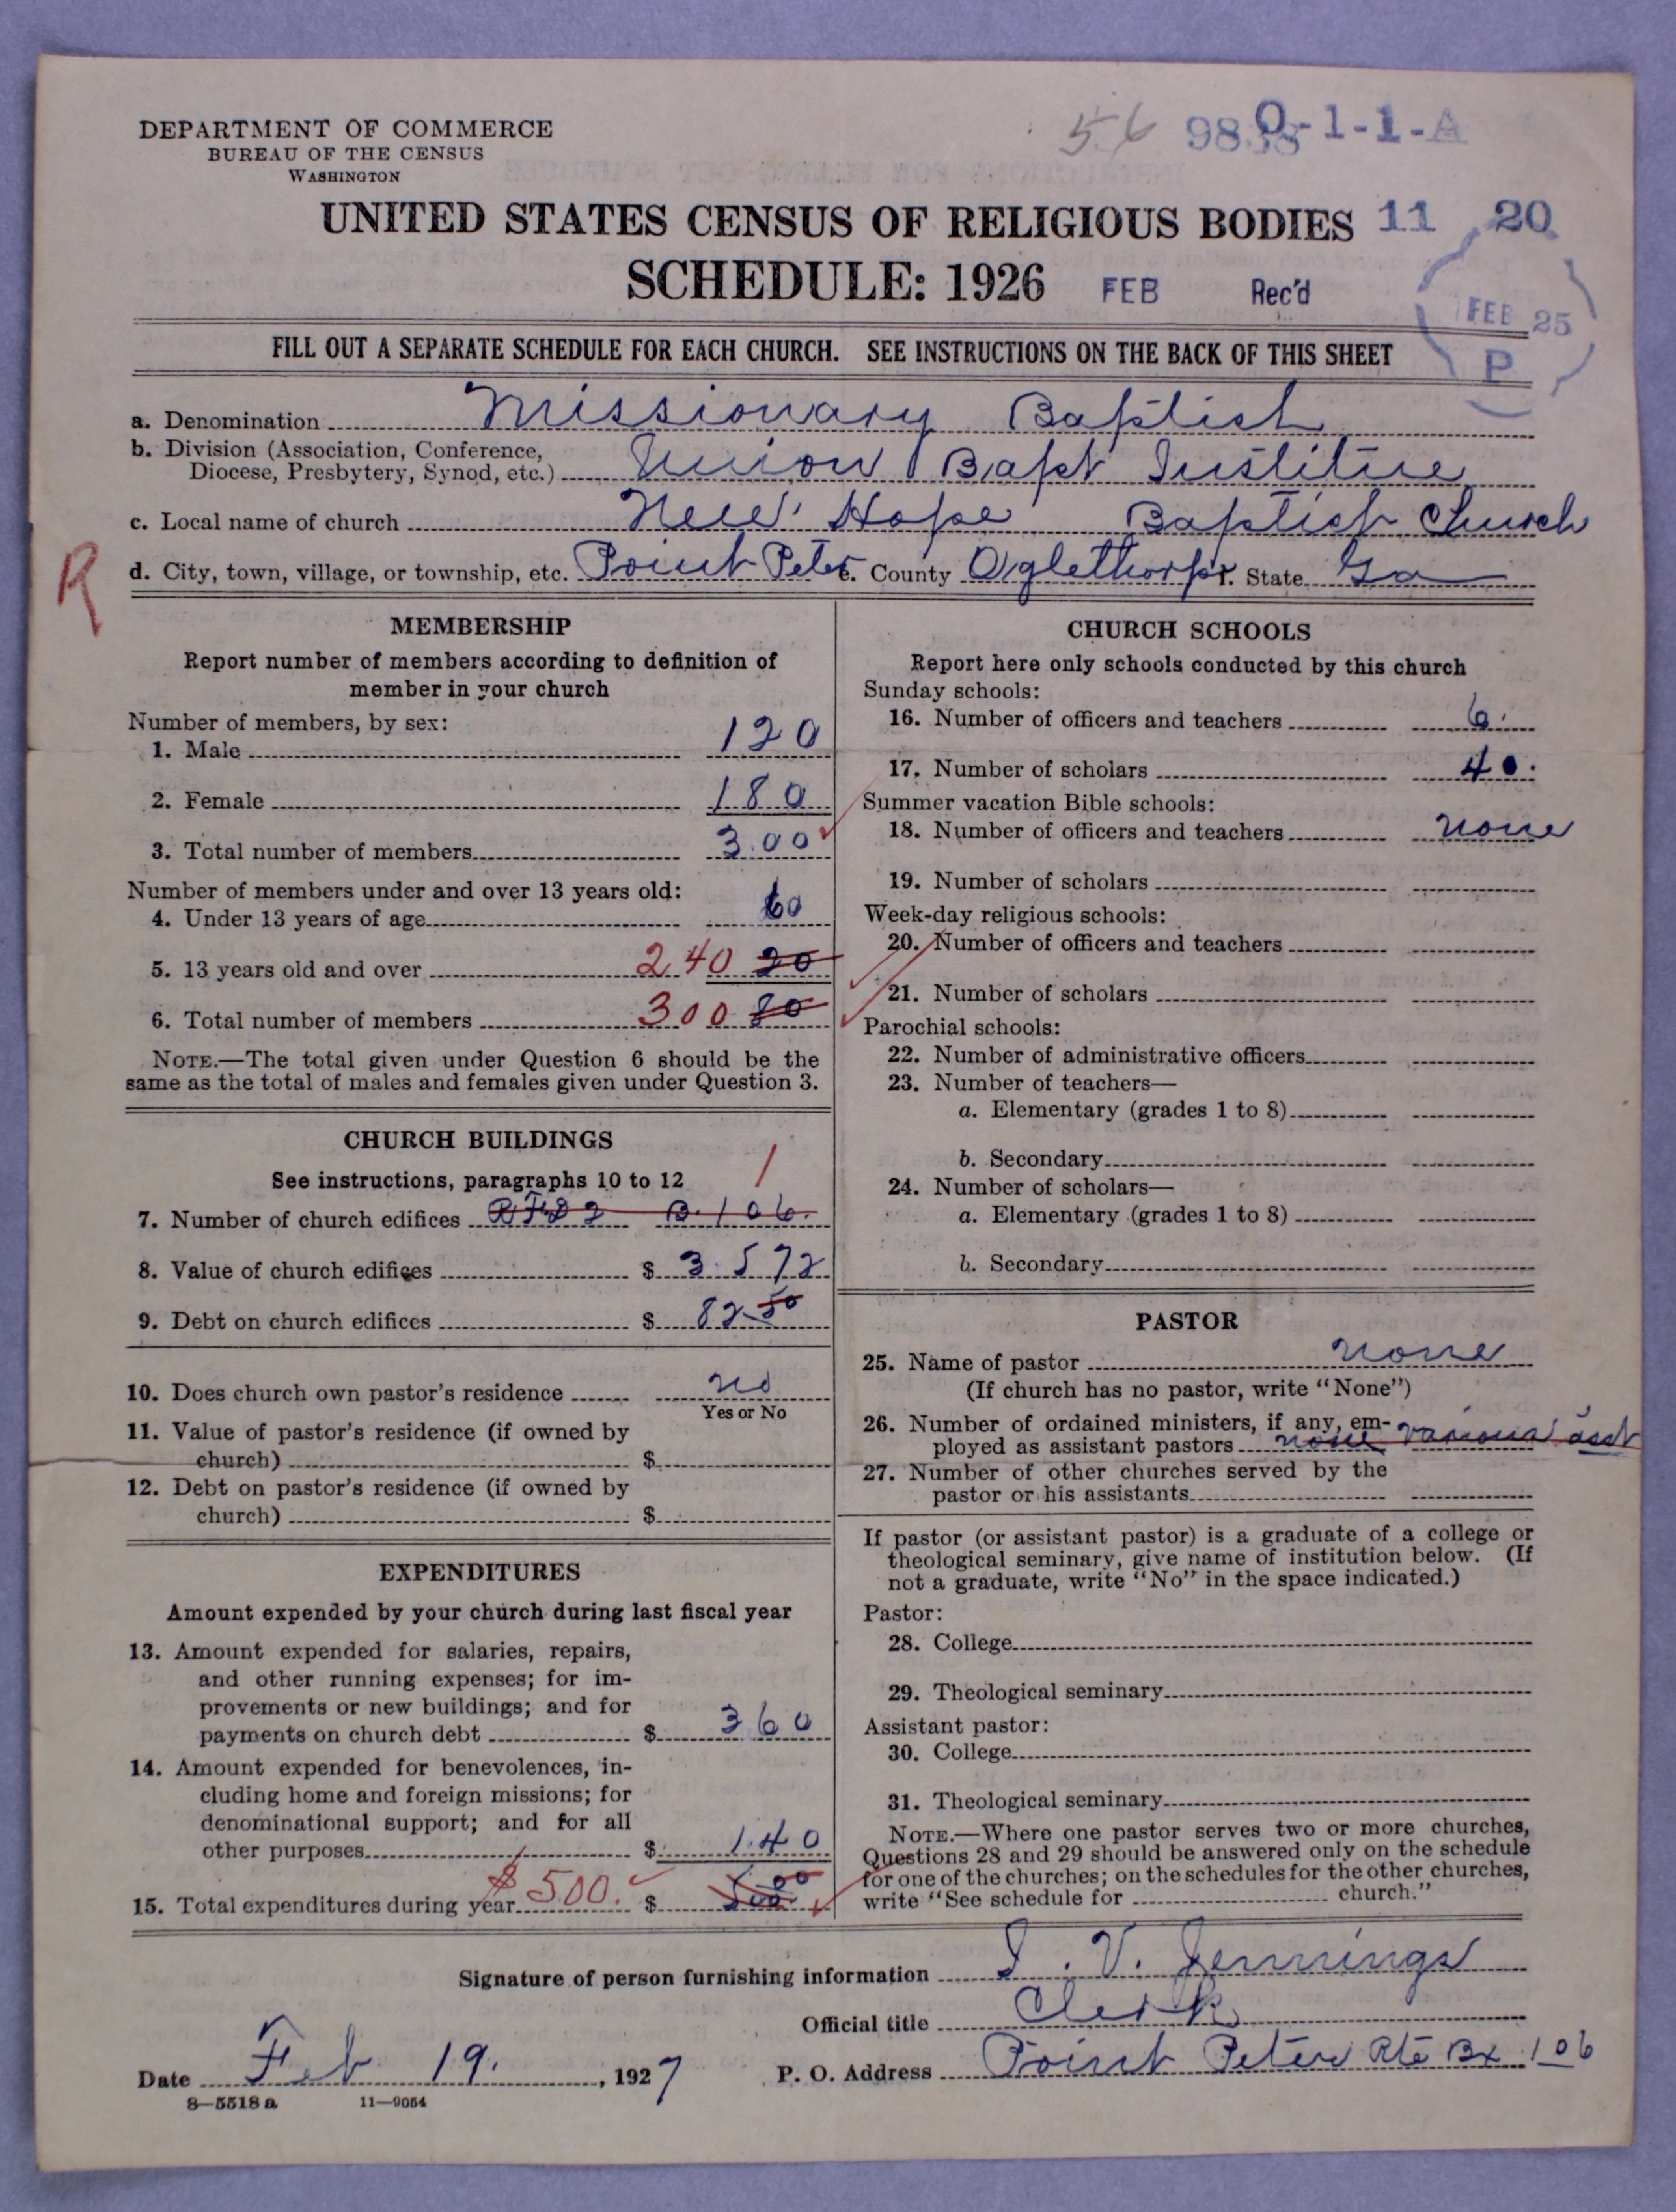 DEPARTMENT OF COMMERCE
BUREAU OF THE CENSUS
WASHINGTON
56 0-1-1-A
UNITED STATES CENSUS OF RELIGIOUS BODIES 11 20
SCHEDULE: 1926 FEB Rec'd
FEB 25
P
FILL OUT A SEPARATE SCHEDULE FOR EACH CHURCH. SEE INSTRUCTIONS ON THE BACK OF THIS SHEET
a. Denomination Missionary Baptist
b. Division (Association, Conference,
Diocese, Presbytery, Synod, etc.) Union Bapt Institue
c. Local name of church New Hope Baptist Church
R
d. City, town, village, or township, etc. Point Peter e. County Oglethorpe f. State Ga
MEMBERSHIP
Report number of members according to definition of
member in your church
Number of members, by sex:
1. Male 120
2. Female 180
3. Total number of members 300
Number of members under and over 13 years old:
4. Under 13 years of age 60
5. 13 years old and over 240 20
6. Total number of members 300 80
NOTE.—The total given under Question 6 should be the
same as the total of males and females given under Question 3.
CHURCH BUILDINGS
See instructions, paragraphs 10 to 12 1
7. Number of church edifices RFD 2 B. 106.
8. Value of church edifices $ 3.572
9. Debt on church edifices $ 82 50
10. Does church own pastor's residence no
Yes or No
11. Value of pastor's residence (if owned by
church) $
12. Debt on pastor's residence (if owned by
church) $
EXPENDITURES
Amount expended by your church during last fiscal year
13. Amount expended for salaries, repairs,
and other running expenses; for im-
provements or new buildings; and for
payments on church debt $ 360
14. Amount expended for benevolences, in-
cluding home and foreign missions; for
denominational support; and for all
other purposes $ 140
15. Total expenditures during year $500. $ 500 00
CHURCH SCHOOLS
Report here only schools conducted by this church
Sunday schools:
16. Number of officers and teachers 6.
17. Number of scholars 40.
Summer vacation Bible schools:
18. Number of officers and teachers none
19. Number of scholars
Week-day religious schools:
20. Number of officers and teachers
21. Number of scholars
Parochial schools:
22. Number of administrative officers
23. Number of teachers—
a. Elementary (grades 1 to 8)
b. Secondary
24. Number of scholars—
a. Elementary (grades 1 to 8)
b. Secondary
PASTOR
25. Name of pastor none
(If church has no pastor, write "None")
26. Number of ordained ministers, if any, em-
ployed as assistant pastors none various asst
27. Number of other churches served by the
pastor or his assistants
If pastor (or assistant pastor) is a graduate of a college or
theological seminary, give name of institution below. (If
not a graduate, write "No" in the space indicated.)
Pastor:
28. College
29. Theological seminary
Assistant pastor:
30. College
31. Theological seminary
NOTE.—Where one pastor serves two or more churches,
Questions 28 and 29 should be answered only on the schedule
for one of the churches; on the schedules for the other churches,
write "See schedule for church."
Signature of person furnishing information I. V. Jennings
Official title Clerk
Date Feb 19. , 1927 P. O. Address Point Peter Rte Bx 106
8—5518 a 11—9054